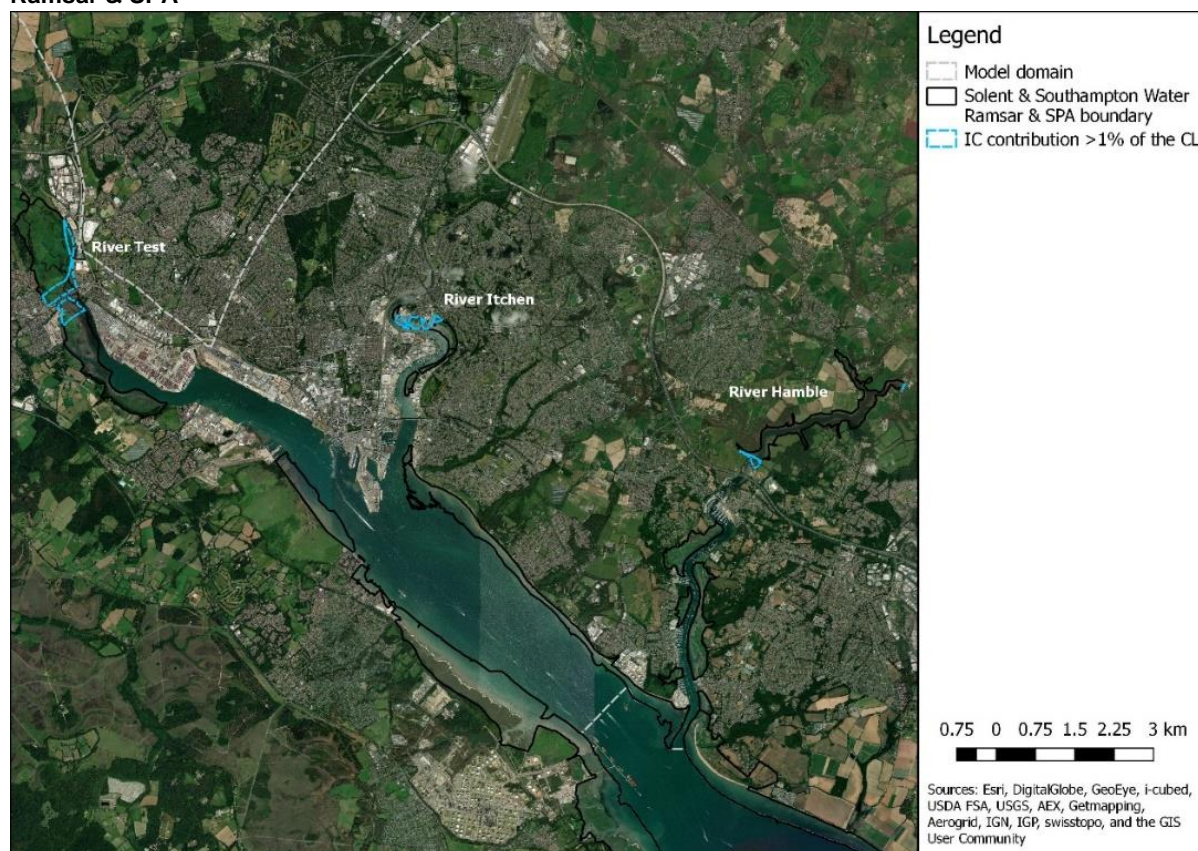 Ramsar & SPA
Legend
Model domain
Solent & Southampton Water
Ramsar & SPA boundary
IC contribution >1% of the CL
River Test
River Itchen
River Hamble
0.75 0 0.75 1.5 2.25 3 km
Sources: Esri, DigitalGlobe, GeoEye, i-cubed,
USDA FSA, USGS, AEX, Getmapping,
Aerogrid, IGN, IGP, swisstopo, and the GIS
User Community